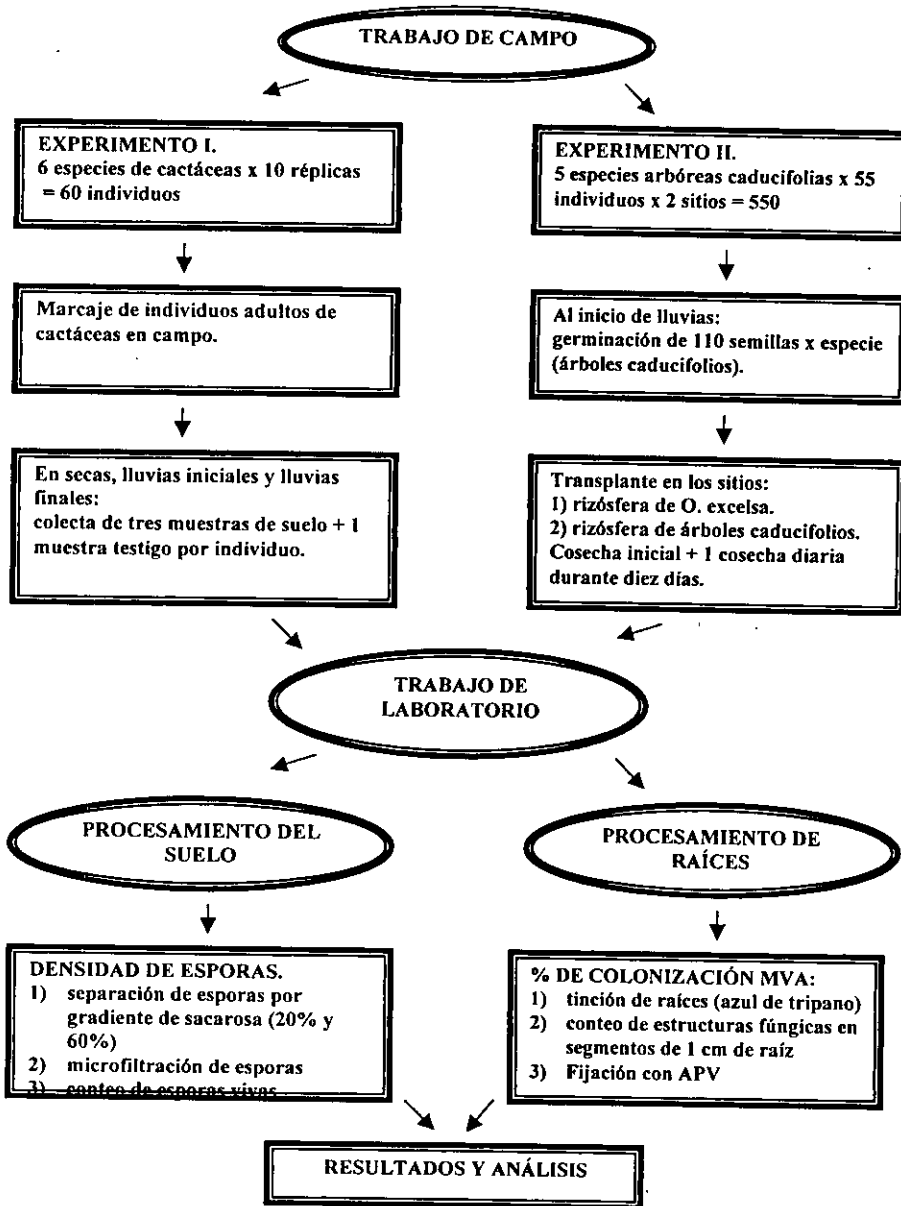 TRABAJO DE CAMPO
EXPERIMENTO I.
6 especies de cactáceas x 10 réplicas
= 60 individuos
Marcaje de individuos adultos de
cactáceas en campo.
En secas, lluvias iniciales y lluvias
finales:
colecta de tres muestras de suelo + 1
muestra testigo por individuo.
EXPERIMENTO II.
5 especies arbóreas caducifolias x 55
individuos x 2 sitios = 550
Al inicio de lluvias:
germinación de 110 semillas x especie
(árboles caducifolios).
Transplante en los sitios:
1) rizósfera de O. excelsa.
2) rizósfera de árboles caducifolios.
Cosecha inicial + 1 cosecha diaria
durante diez días.
TRABAJO DE
LABORATORIO
PROCESAMIENTO DEL
SUELO
DENSIDAD DE ESPORAS.
1) separación de esporas por
gradiente de sacarosa (20% y
60%)
2) microfiltración de esporas
3) conteo de esporas vivas
PROCESAMIENTO DE
RAÍCES
% DE COLONIZACIÓN MVA:
1) tinción de raíces (azul de tripano)
2) conteo de estructuras fúngicas en
segmentos de 1 cm de raíz
3) Fijación con APV
RESULTADOS Y ANÁLISIS